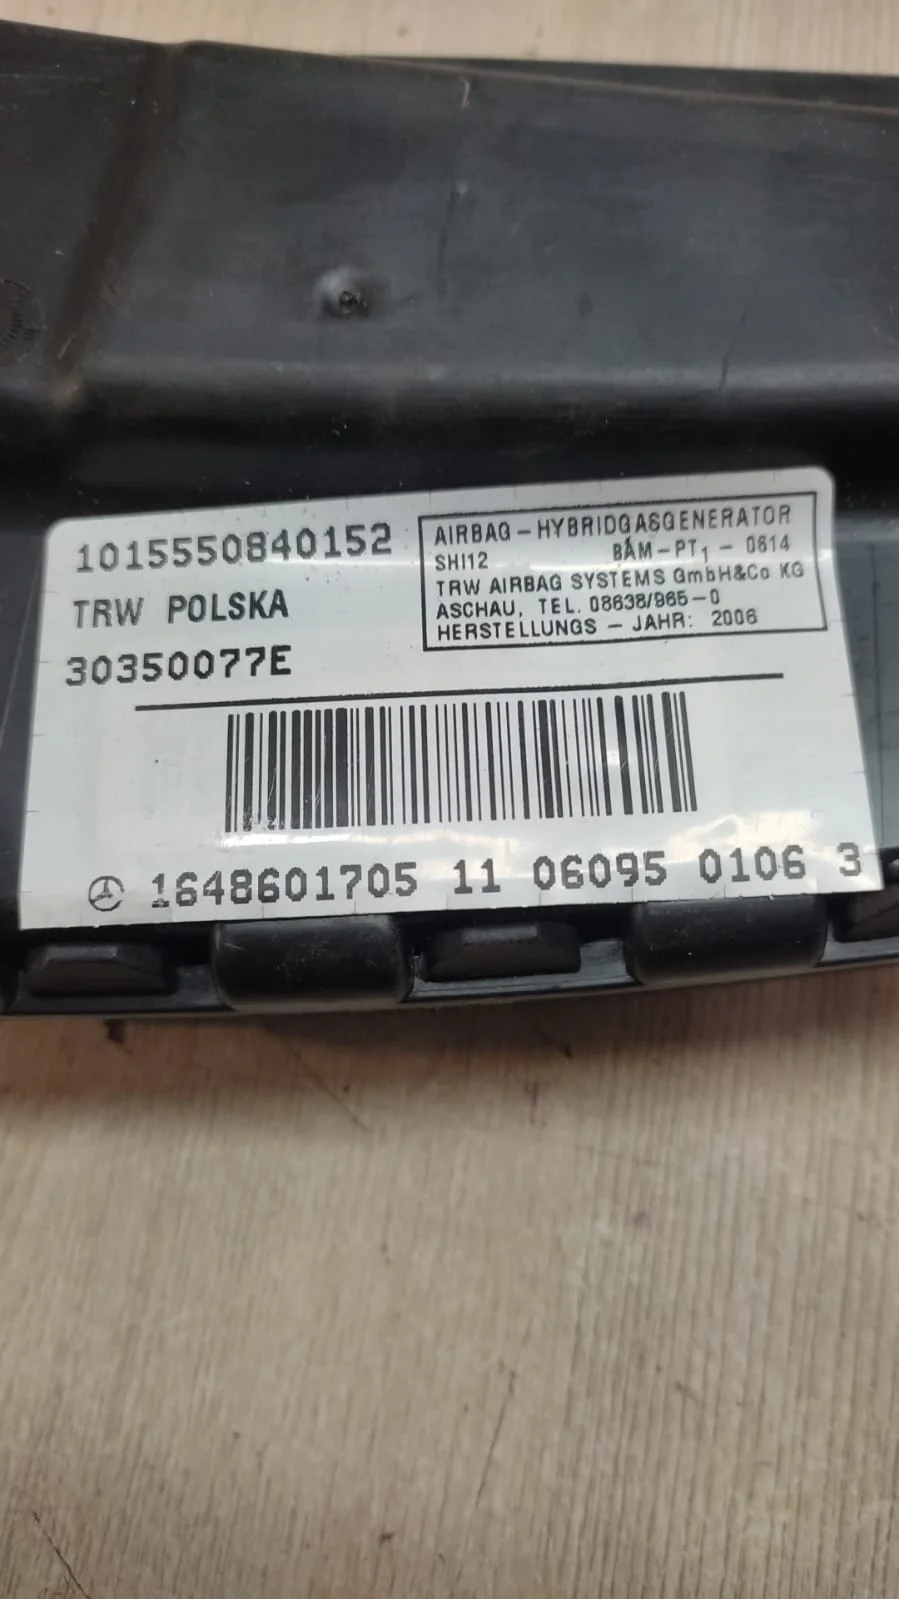 1015550840152
TRW POLSKA
30350077E
AIRBAG-HYBRIDGASGENERATOR
SHI12 BAM-PT1 - 0614
TRW AIRBAG SYSTEMS GmbH&Co KG
ASCHAU, TEL. 08638/965-0
HERSTELLUNGS - JAHR: 2006
1648601705 11 06095 0106 3